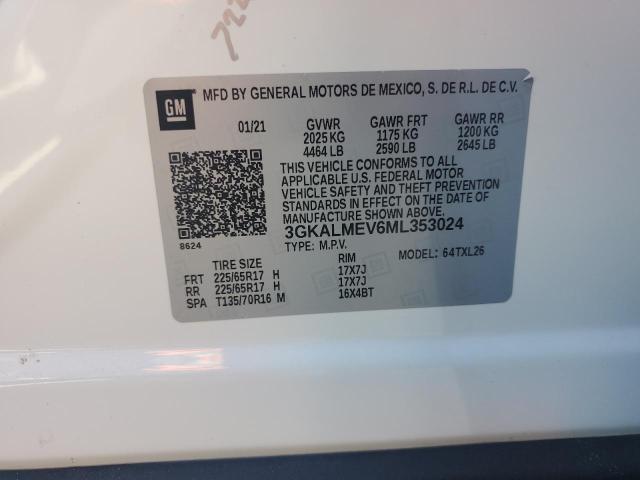 722
GM
MFD BY GENERAL MOTORS DE MEXICO, S. DE R.L. DE C.V.
01/21 GVWR GAWR FRT GAWR RR
2025 KG 1175 KG 1200 KG
4464 LB 2590 LB 2645 LB
THIS VEHICLE CONFORMS TO ALL
APPLICABLE U.S. FEDERAL MOTOR
VEHICLE SAFETY AND THEFT PREVENTION
STANDARDS IN EFFECT ON THE DATE OF
MANUFACTURE SHOWN ABOVE.
3GKALMEV6ML353024
8624
TYPE: M.P.V. MODEL: 64TXL26
TIRE SIZE RIM
FRT 225/65R17 H 17X7J
RR 225/65R17 H 17X7J
SPA T135/70R16 M 16X4BT